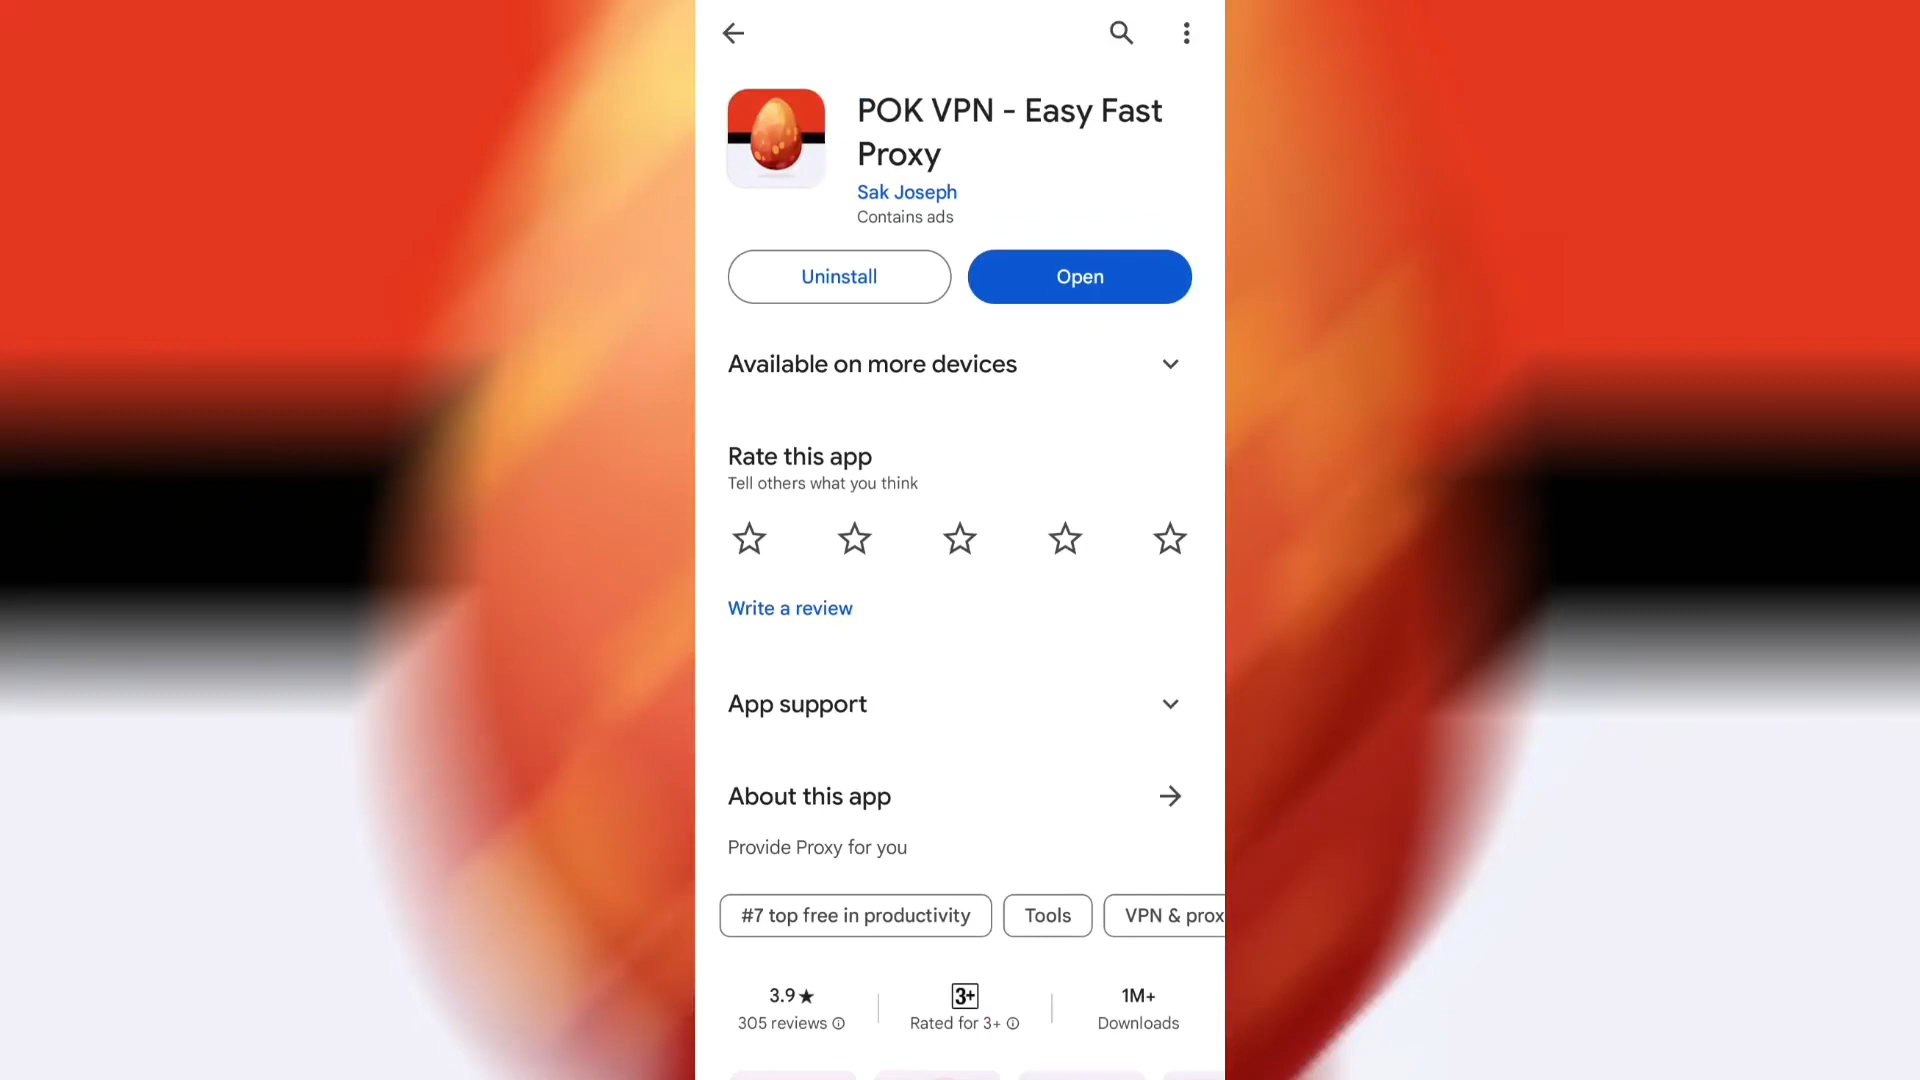 POK VPN - Easy Fast
Proxy
Sak Joseph
Contains ads
Uninstall
Open
Available on more devices
Rate this app
Tell others what you think
Write a review
App support
About this app
Provide Proxy for you
#7 top free in productivity
Tools
VPN & prox
3.9★
3+
1M+
305 reviews
Rated for 3+
Downloads